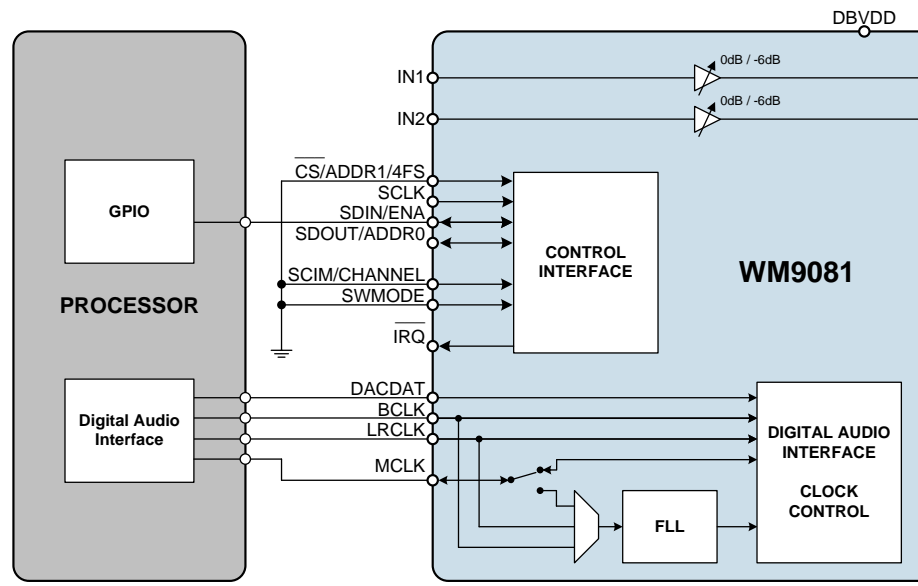 DBVDD
IN1
0dB / -6dB
IN2
0dB / -6dB
GPIO
PROCESSOR
Digital Audio
Interface
CS/ADDR1/4FS
SCLK
SDIN/ENA
SDOUT/ADDR0
SCIM/CHANNEL
SWMODE
IRQ
CONTROL
INTERFACE
WM9081
DACDAT
BCLK
LRCLK
MCLK
FLL
DIGITAL AUDIO
INTERFACE
CLOCK
CONTROL